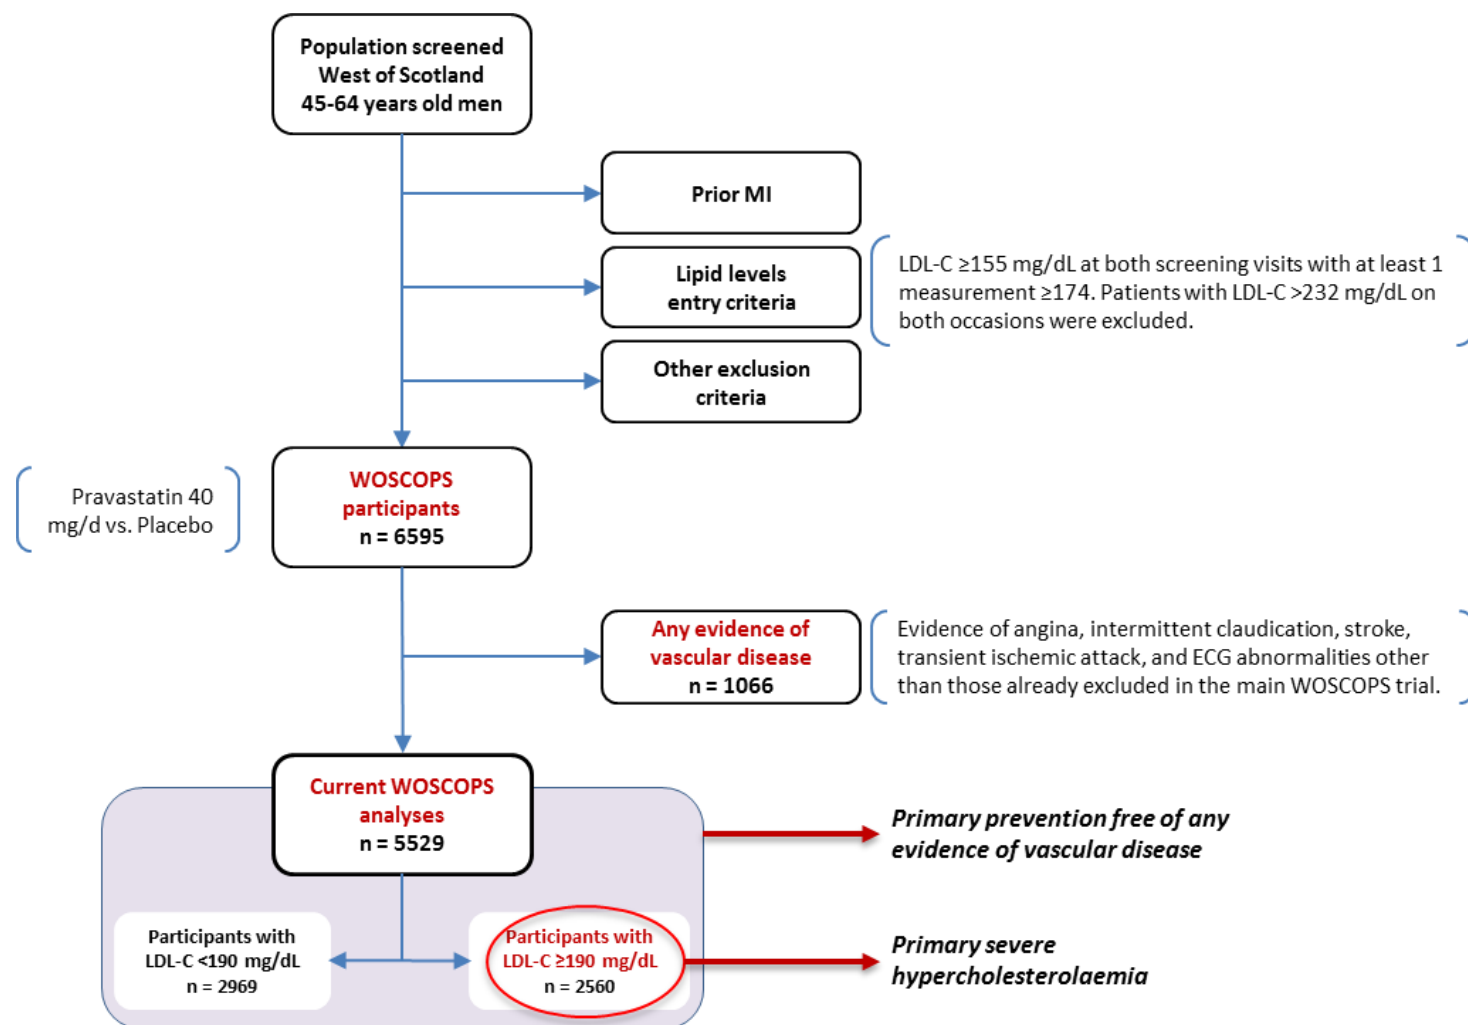 Population screened
West of Scotland
45-64 years old men
Prior MI
Lipid levels
entry criteria
LDL-C ≥155 mg/dL at both screening visits with at least 1
measurement ≥174. Patients with LDL-C >232 mg/dL on
both occasions were excluded.
Other exclusion
criteria
WOSCOPS
participants
n = 6595
Pravastatin 40
mg/d vs. Placebo
Any evidence of
vascular disease
n = 1066
Evidence of angina, intermittent claudication, stroke,
transient ischemic attack, and ECG abnormalities other
than those already excluded in the main WOSCOPS trial.
Current WOSCOPS
analyses
n = 5529
Primary prevention free of any
evidence of vascular disease
Participants with
LDL-C <190 mg/dL
n = 2969
Participants with
LDL-C ≥190 mg/dL
n = 2560
Primary severe
hypercholesterolaemia